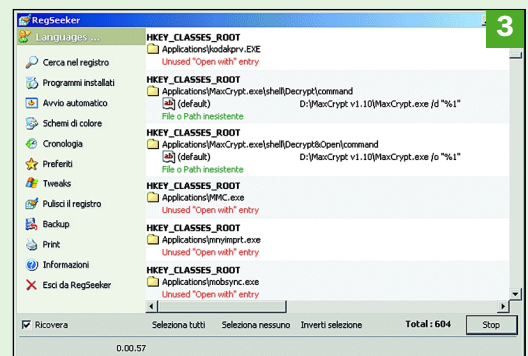 RegSeeker
3
Languages ...
Cerca nel registro
Programmi installati
Avvio automatico
Schemi di colore
Cronologia
Preferiti
Tweaks
Pulisci il registro
Backup
Print
Informazioni
Esci da RegSeeker
HKEY_CLASSES_ROOT
Applications\kodakprv.EXE
Unused "Open with" entry
HKEY_CLASSES_ROOT
Applications\MaxCrypt.exe\shell\Decrypt\command
ab (default) D:\MaxCrypt v1.10\MaxCrypt.exe /d "%1"
File o Path inesistente
HKEY_CLASSES_ROOT
Applications\MaxCrypt.exe\shell\Decrypt&Open\command
ab (default) D:\MaxCrypt v1.10\MaxCrypt.exe /o "%1"
File o Path inesistente
HKEY_CLASSES_ROOT
Applications\MMC.exe
Unused "Open with" entry
HKEY_CLASSES_ROOT
Applications\mnyimprt.exe
Unused "Open with" entry
HKEY_CLASSES_ROOT
Applications\mobsync.exe
Unused "Open with" entry
Ricovera Seleziona tutti Seleziona nessuno Inverti selezione Total : 604 Stop
0.00.57